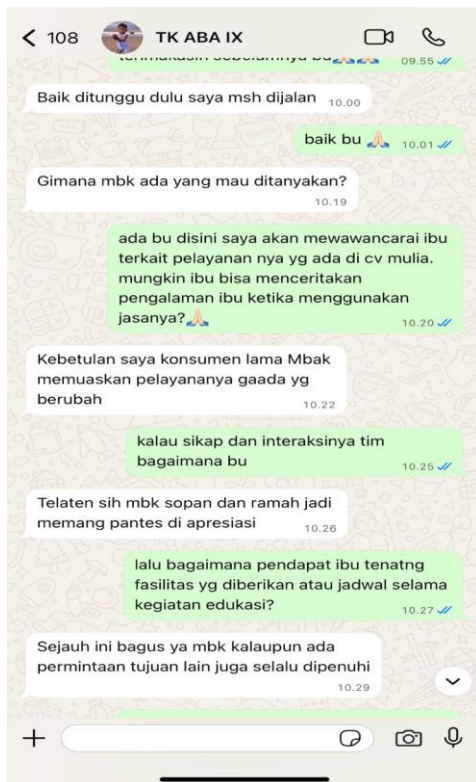 108 TK ABA IX
09.55
Baik ditunggu dulu saya msh dijalan 10.00
baik bu 🙏🏻 10.01
Gimana mbk ada yang mau ditanyakan?
10.19
ada bu disini saya akan mewawancarai ibu
terkait pelayanan nya yg ada di cv mulia.
mungkin ibu bisa menceritakan
pengalaman ibu ketika menggunakan
jasanya?🙏🏻
10.20
Kebetulan saya konsumen lama Mbak
memuaskan pelayananya gaada yg
berubah
10.22
kalau sikap dan interaksinya tim
bagaimana bu
10.25
Telaten sih mbk sopan dan ramah jadi
memang pantes di apresiasi 10.26
lalu bagaimana pendapat ibu tenatng
fasilitas yg diberikan atau jadwal selama
kegiatan edukasi?
10.27
Sejauh ini bagus ya mbk kalaupun ada
permintaan tujuan lain juga selalu dipenuhi
10.29